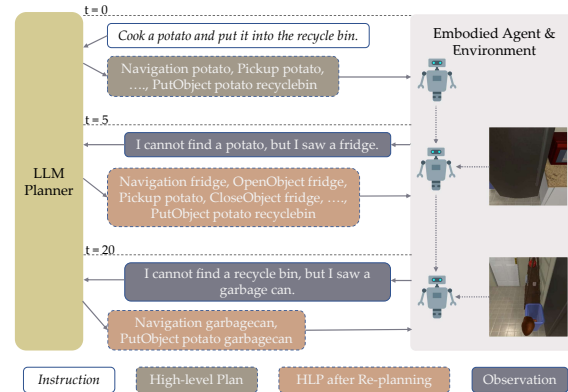 t=0
Cook a potato and put it into the recycle bin.
Embodied Agent &
Environment
Navigation potato, Pickup potato,
…., PutObject potato recyclebin
t=5
I cannot find a potato, but I saw a fridge.
LLM
Planner
Navigation fridge, OpenObject fridge,
Pickup potato, CloseObject fridge, ….,
PutObject potato recyclebin
t=20
I cannot find a recycle bin, but I saw a
garbage can.
Navigation garbagecan,
PutObject potato garbagecan
Instruction
High-level Plan
HLP after Re-planning
Observation